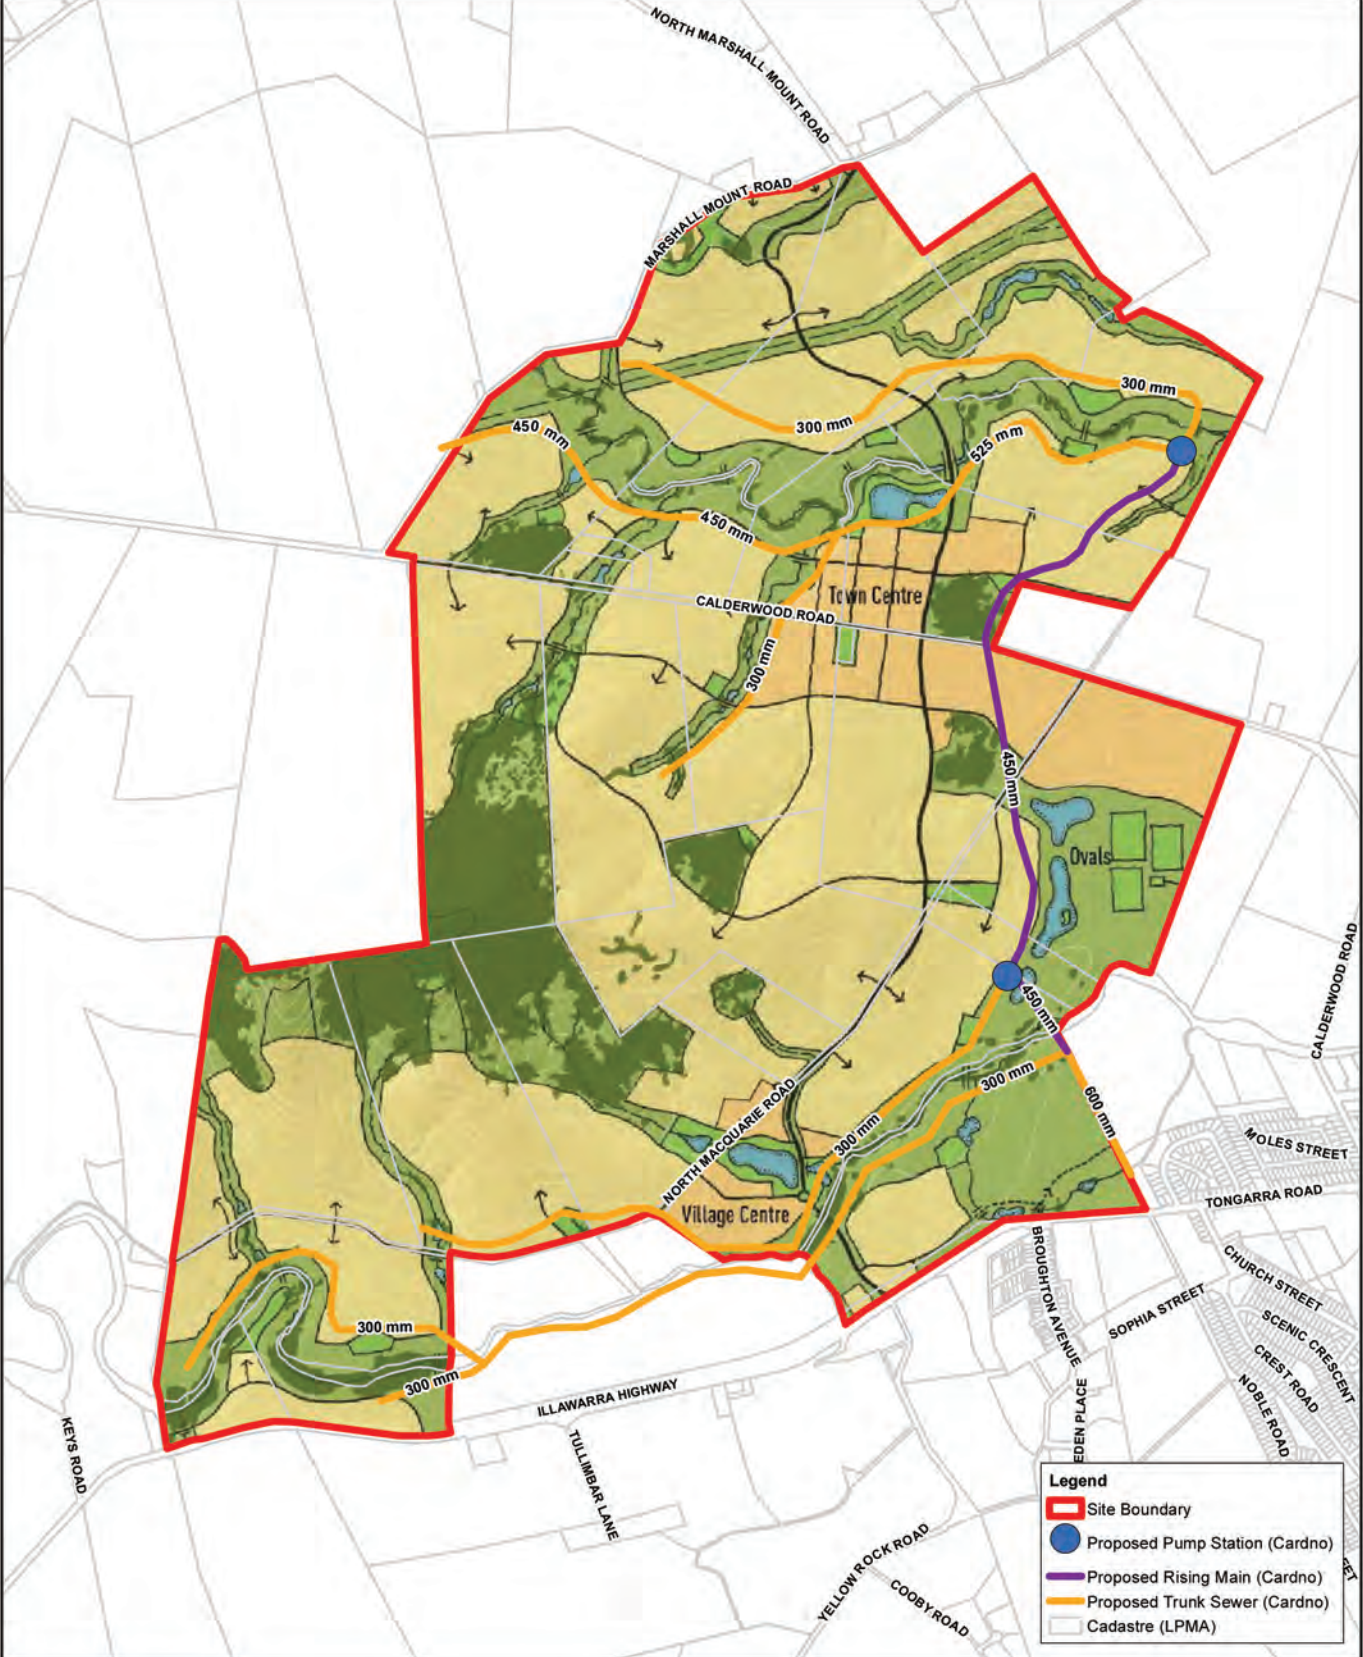 NORTH MARSHALL MOUNT ROAD
MARSHALL MOUNT ROAD
300 mm
300 mm
450 mm
525 mm
450 mm
Town Centre
CALDERWOOD ROAD
300 mm
450 mm
Ovals
CALDERWOOD ROAD
450 mm
300 mm
600 mm
NORTH MACQUARIE ROAD
300 mm
MOLES STREET
TONGARRA ROAD
Village Centre
BROUGHTON AVENUE
CHURCH STREET
SOPHIA STREET
SCENIC CRESCENT
CREST ROAD
NOBLE ROAD
300 mm
300 mm
ILLAWARRA HIGHWAY
EDEN PLACE
KEYS ROAD
TULLIMBAR LANE
YELLOW ROCK ROAD
COOBY ROAD
Legend
Site Boundary
Proposed Pump Station (Cardno)
Proposed Rising Main (Cardno)
Proposed Trunk Sewer (Cardno)
Cadastre (LPMA)